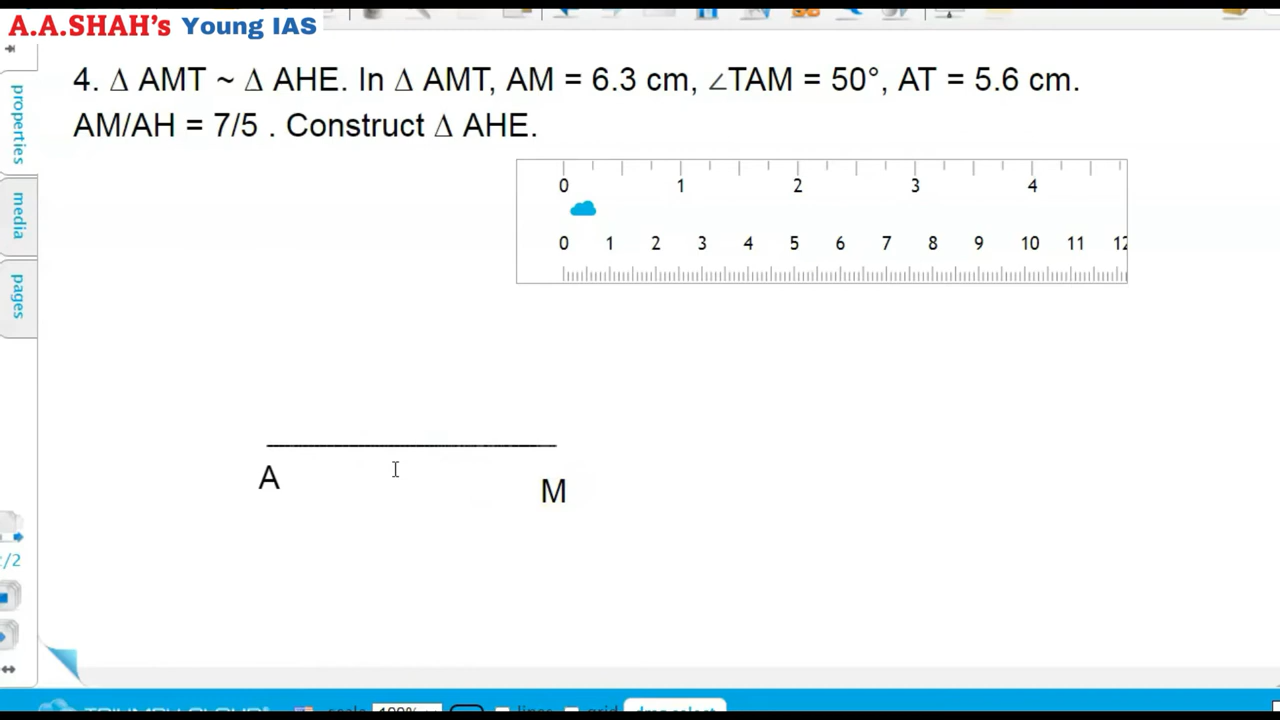 A.A.SHAH's Young IAS
4. Δ AMT ~ Δ AHE. In Δ AMT, AM = 6.3 cm, ∠TAM = 50°, AT = 5.6 cm.
AM/AH = 7/5 . Construct Δ AHE.
properties
media
pages
0 1 2 3 4
0 1 2 3 4 5 6 7 8 9 10 11 12
A
M
/2